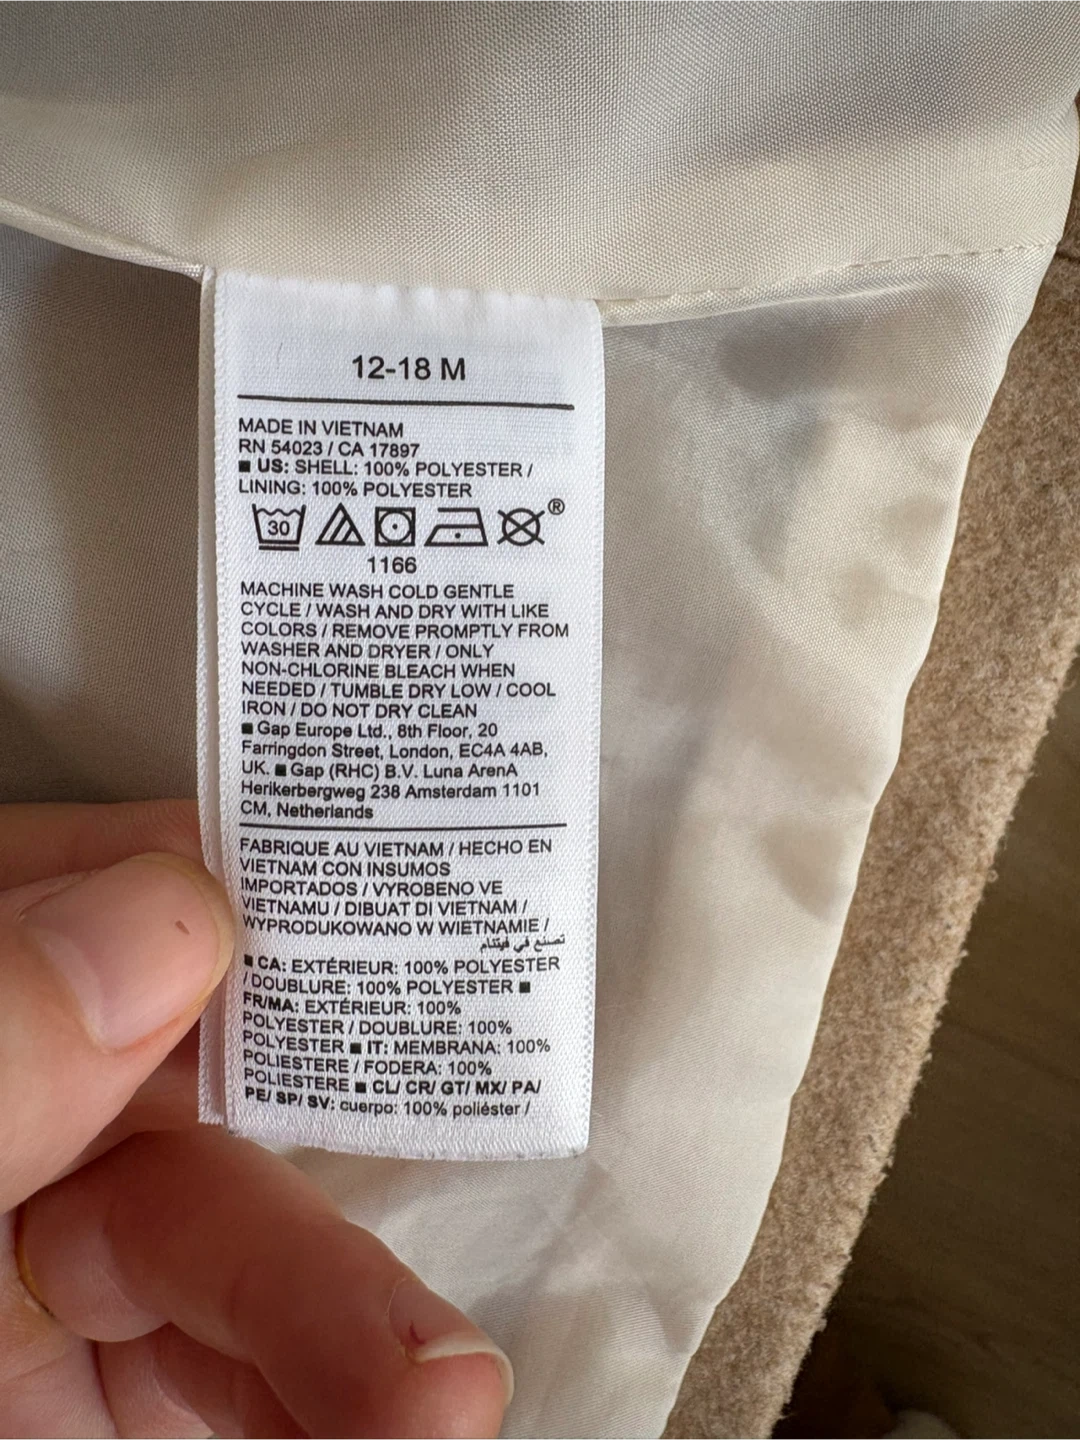 12-18 M
MADE IN VIETNAM
RN 54023 / CA 17897
■ US: SHELL: 100% POLYESTER /
LINING: 100% POLYESTER
30
®
1166
MACHINE WASH COLD GENTLE
CYCLE / WASH AND DRY WITH LIKE
COLORS / REMOVE PROMPTLY FROM
WASHER AND DRYER / ONLY
NON-CHLORINE BLEACH WHEN
NEEDED / TUMBLE DRY LOW / COOL
IRON / DO NOT DRY CLEAN
■ Gap Europe Ltd., 8th Floor, 20
Farringdon Street, London, EC4A 4AB,
UK. ■ Gap (RHC) B.V. Luna ArenA
Herikerbergweg 238 Amsterdam 1101
CM, Netherlands
FABRIQUE AU VIETNAM / HECHO EN
VIETNAM CON INSUMOS
IMPORTADOS / VYROBENO VE
VIETNAMU / DIBUAT DI VIETNAM /
WYPRODUKOWANO W WIETNAMIE /
تصنع في فيتنام
■ CA: EXTÉRIEUR: 100% POLYESTER
/ DOUBLURE: 100% POLYESTER ■
FR/MA: EXTÉRIEUR: 100%
POLYESTER / DOUBLURE: 100%
POLYESTER ■ IT: MEMBRANA: 100%
POLIESTERE / FODERA: 100%
POLIESTERE ■ CL/ CR/ GT/ MX/ PA/
PE/ SP/ SV: cuerpo: 100% poliéster /